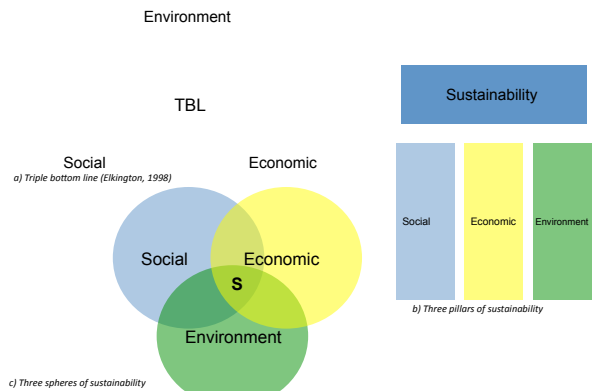 Environment
TBL
Social
Economic
a) Triple bottom line (Elkington, 1998)
Sustainability
Social
Economic
Environment
b) Three pillars of sustainability
Social
Economic
S
Environment
c) Three spheres of sustainability